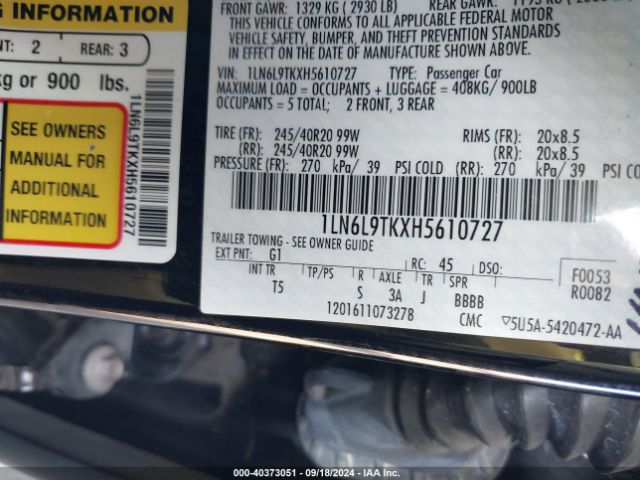 G INFORMATION
NT: 2 REAR: 3
kg or 900 lbs.
SEE OWNERS
MANUAL FOR
ADDITIONAL
INFORMATION
1LN6L9TKXH5610727
FRONT GAWR: 1329 KG ( 2930 LB) REAR GAWR:
THIS VEHICLE CONFORMS TO ALL APPLICABLE FEDERAL MOTOR
VEHICLE SAFETY, BUMPER, AND THEFT PREVENTION STANDARDS
IN EFFECT ON THE DATE OF MANUFACTURE SHOWN ABOVE.
VIN: 1LN6L9TKXH5610727 TYPE: Passenger Car
MAXIMUM LOAD = OCCUPANTS + LUGGAGE = 408KG/ 900LB
OCCUPANTS = 5 TOTAL; 2 FRONT, 3 REAR
TIRE (FR): 245/40R20 99W RIMS (FR): 20x8.5
(RR): 245/40R20 99W (RR): 20x8.5
PRESSURE (FR): 270 kPa/ 39 PSI COLD (RR): 270 kPa/ 39 PSI CO
1LN6L9TKXH5610727
TRAILER TOWING - SEE OWNER GUIDE
EXT PNT: G1 RC: 45 DSO: F0053
INT TR TP/PS R AXLE TR SPR R0082
T5 S 3A J BBBB
1201611073278 CMC ▽5U5A-5420472-AA
000-40373051 - 09/18/2024 - IAA Inc.